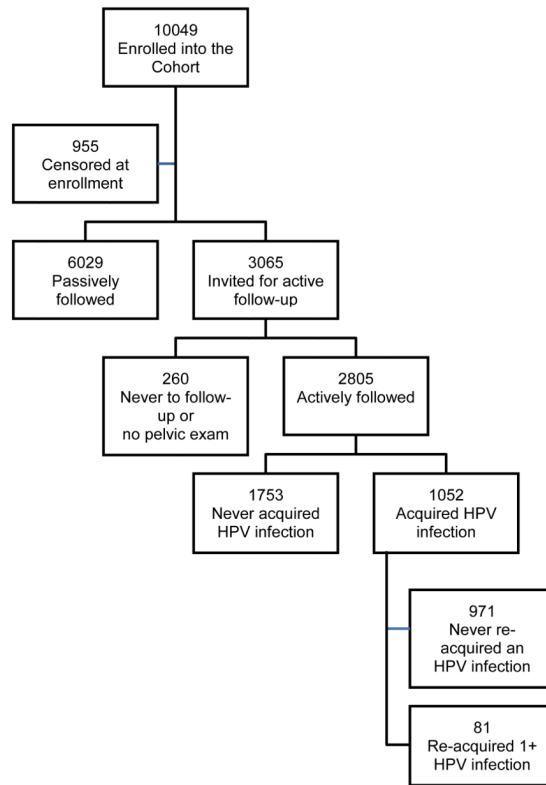 10049
Enrolled into the
Cohort
955
Censored at
enrollment
6029
Passively
followed
3065
Invited for active
follow-up
260
Never to follow-
up or
no pelvic exam
2805
Actively followed
1753
Never acquired
HPV infection
1052
Acquired HPV
infection
971
Never re-
acquired an
HPV infection
81
Re-acquired 1+
HPV infection